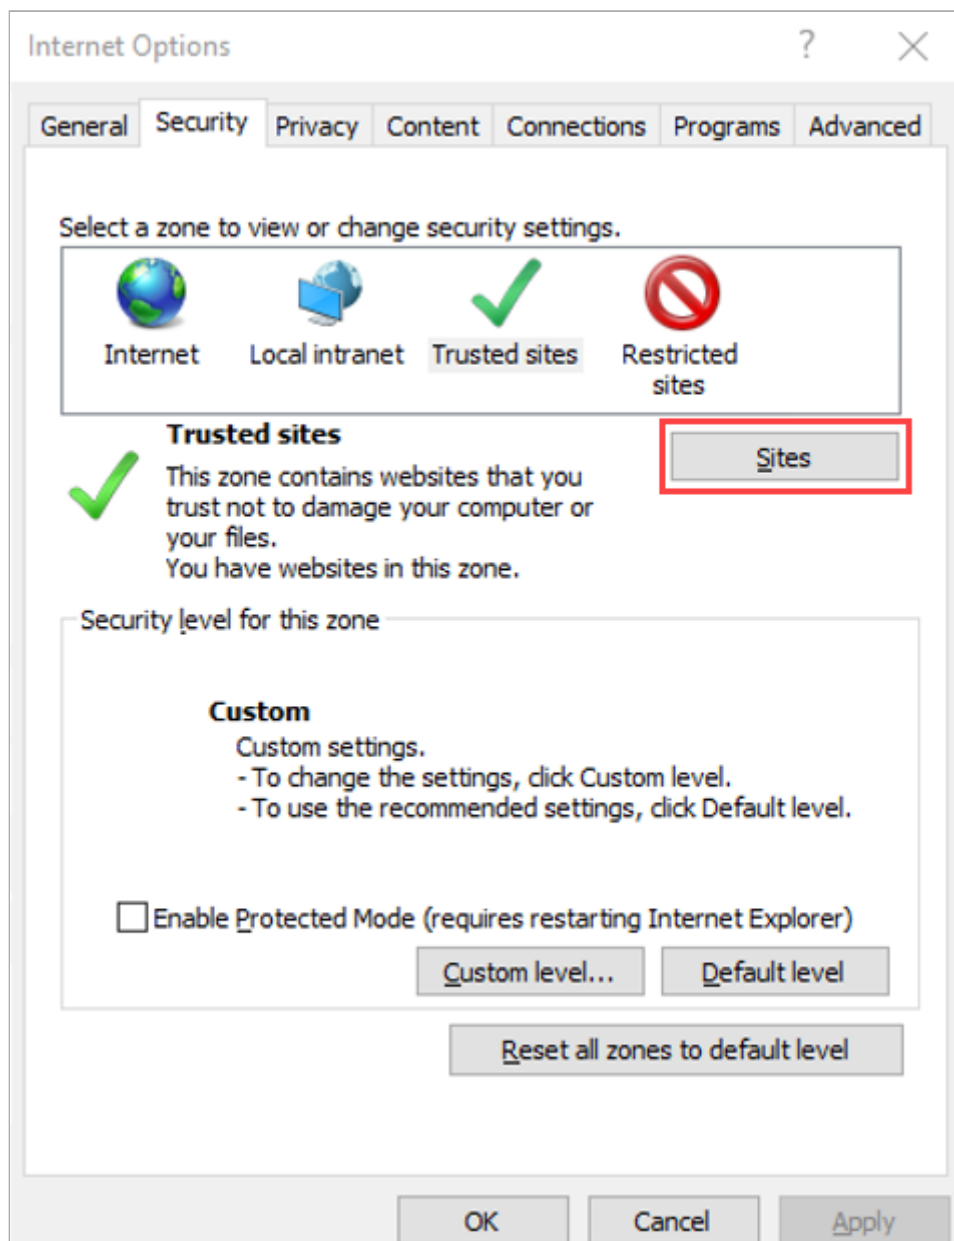 Internet Options ?
General Security Privacy Content Connections Programs Advanced
Select a zone to view or change security settings.
Internet Local intranet Trusted sites Restricted
sites
Trusted sites
Sites
This zone contains websites that you
trust not to damage your computer or
your files.
You have websites in this zone.
Security level for this zone
Custom
Custom settings.
- To change the settings, click Custom level.
- To use the recommended settings, click Default level.
Enable Protected Mode (requires restarting Internet Explorer)
Custom level... Default level
Reset all zones to default level
OK Cancel Apply